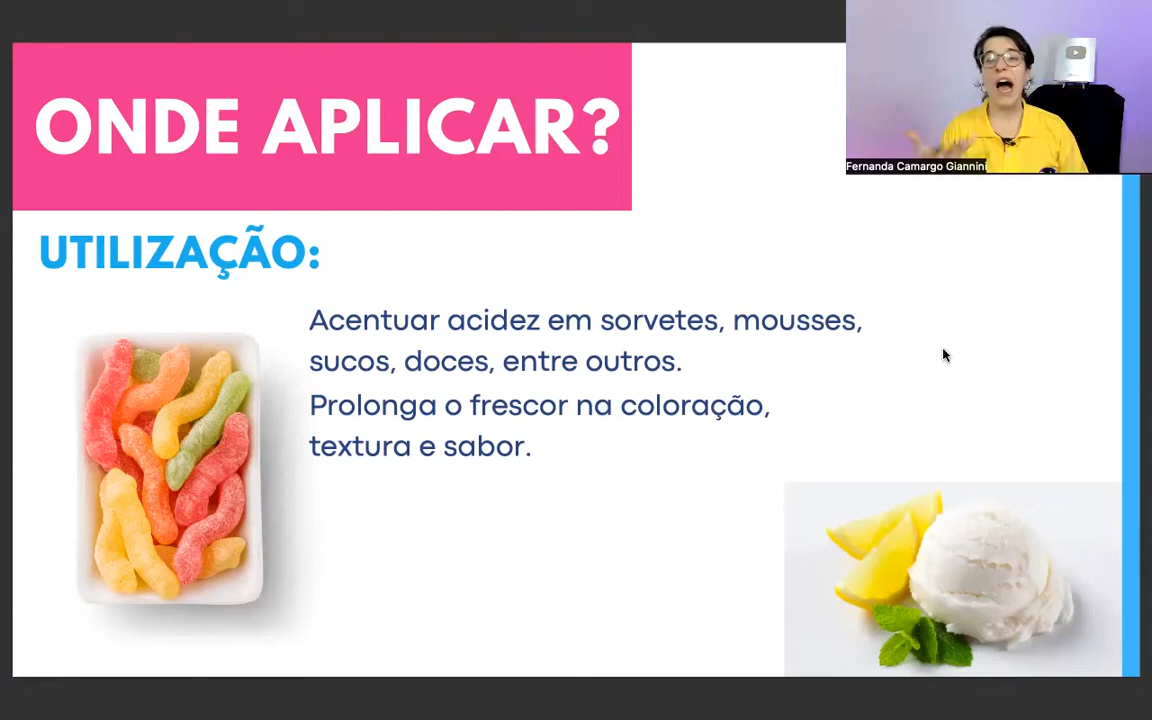 ONDE APLICAR?
Fernanda Camargo Giannini
UTILIZAÇÃO:
Acentuar acidez em sorvetes, mousses,
sucos, doces, entre outros.
Prolonga o frescor na coloração,
textura e sabor.